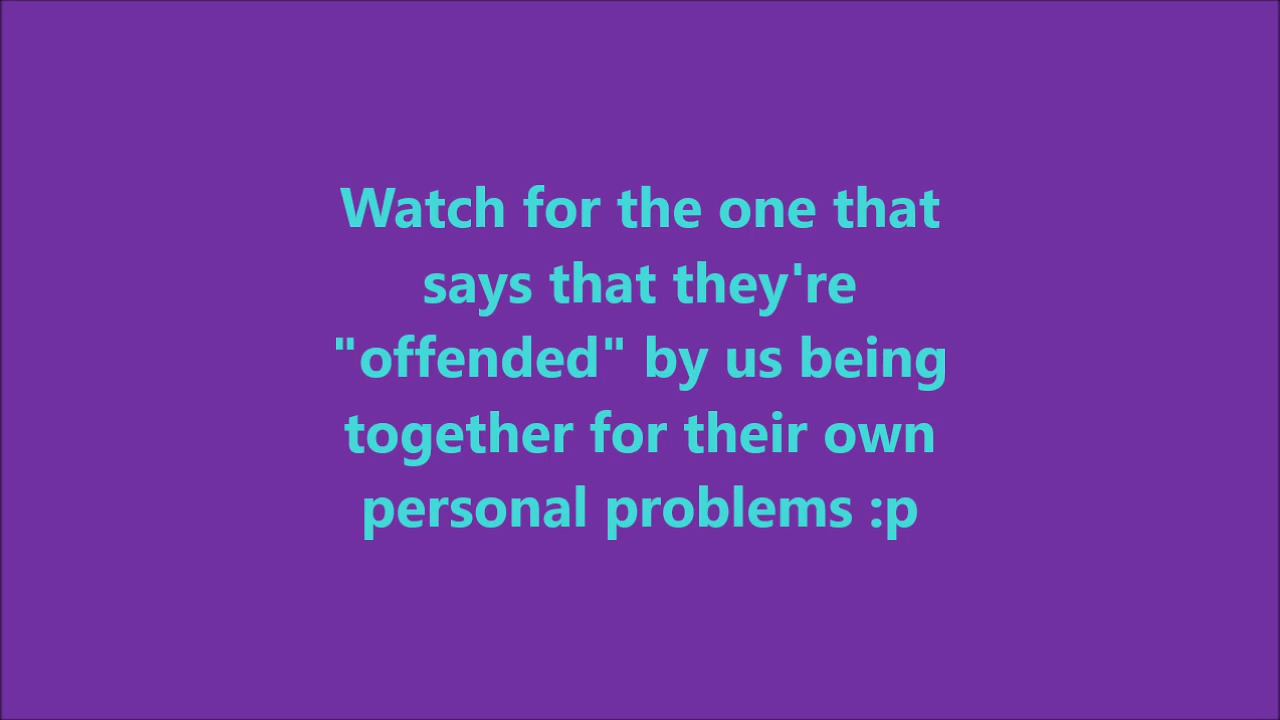 Watch for the one that
says that they're
"offended" by us being
together for their own
personal problems :p